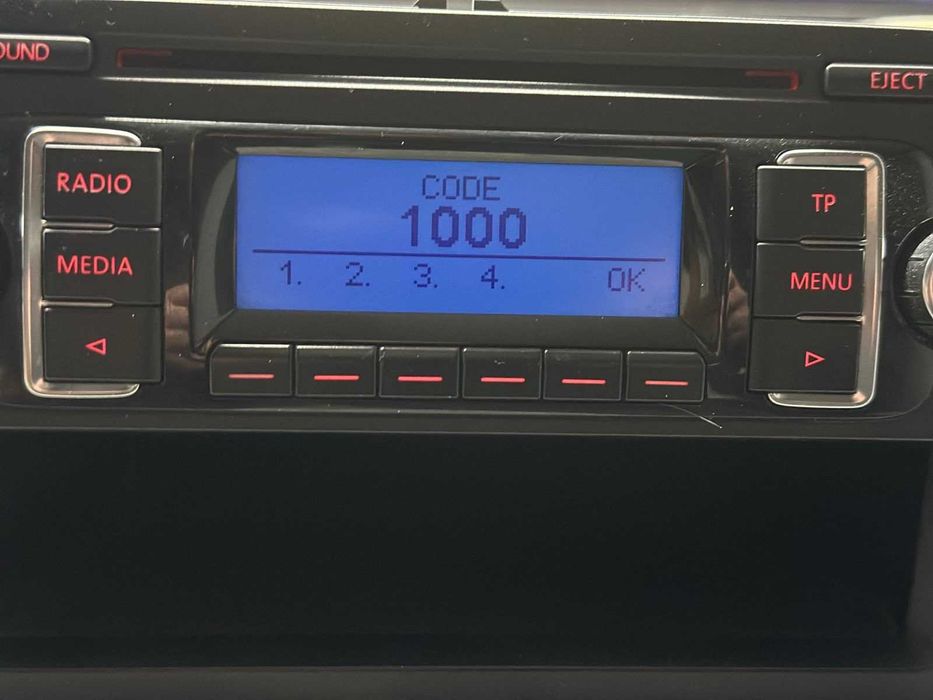 OUND
EJECT
RADIO
MEDIA
CODE
1000
1. 2. 3. 4. OK
TP
MENU